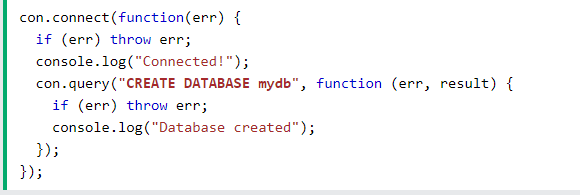 con.connect(function(err) {
  if (err) throw err;
  console.log("Connected!");
  con.query("CREATE DATABASE mydb", function (err, result) {
    if (err) throw err;
    console.log("Database created");
  });
});